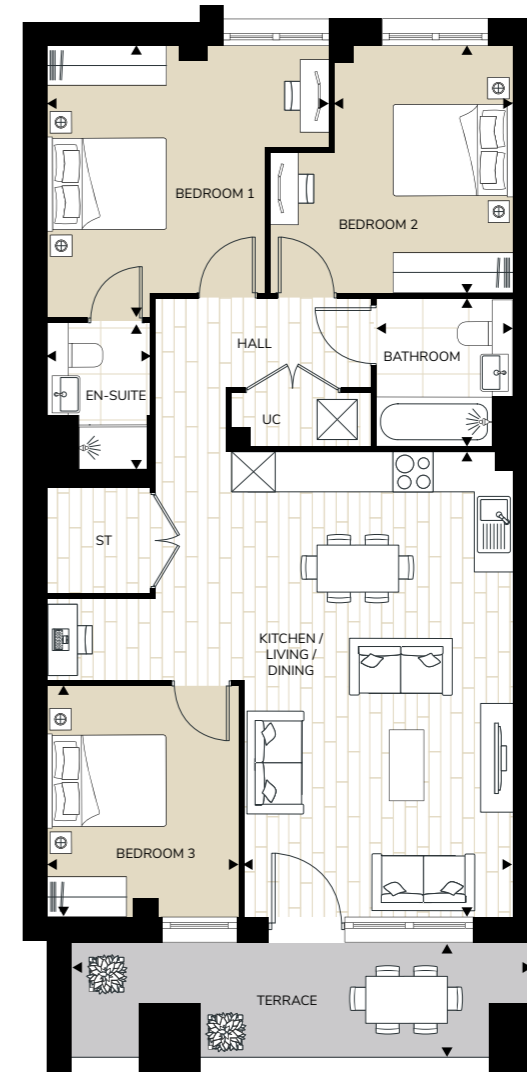 BEDROOM 1
BEDROOM 2
HALL
BATHROOM
EN-SUITE
UC
ST
KITCHEN /
LIVING /
DINING
BEDROOM 3
TERRACE